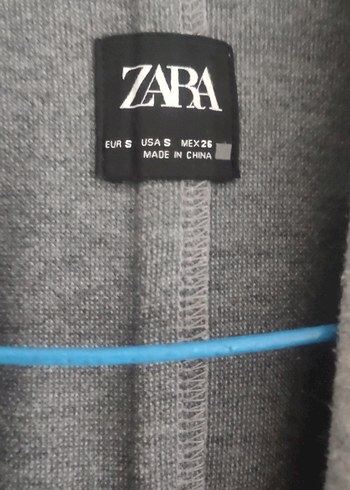 ZARA
EUR S USA S MEX 26
MADE IN CHINA